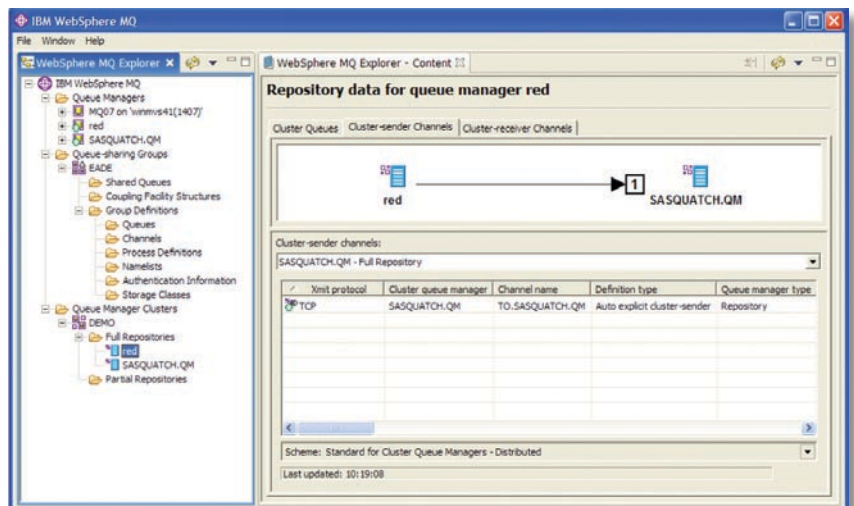 IBM WebSphere MQ
File Window Help
WebSphere MQ Explorer
IBM WebSphere MQ
Queue Managers
MQ07 on 'winmvs41(1407)'
red
SASQUATCH.QM
Queue-sharing Groups
EADE
Shared Queues
Coupling Facility Structures
Group Definitions
Queues
Channels
Process Definitions
Namelists
Authentication Information
Storage Classes
Queue Manager Clusters
DEMO
Full Repositories
red
SASQUATCH.QM
Partial Repositories
WebSphere MQ Explorer - Content
Repository data for queue manager red
Cluster Queues Cluster-sender Channels Cluster-receiver Channels
red 1 SASQUATCH.QM
Cluster-sender channels:
SASQUATCH.QM - Full Repository
Xmit protocol Cluster queue manager Channel name Definition type Queue manager type
TCP SASQUATCH.QM TO.SASQUATCH.QM Auto explicit cluster-sender Repository
Scheme: Standard for Cluster Queue Managers - Distributed
Last updated: 10:19:08